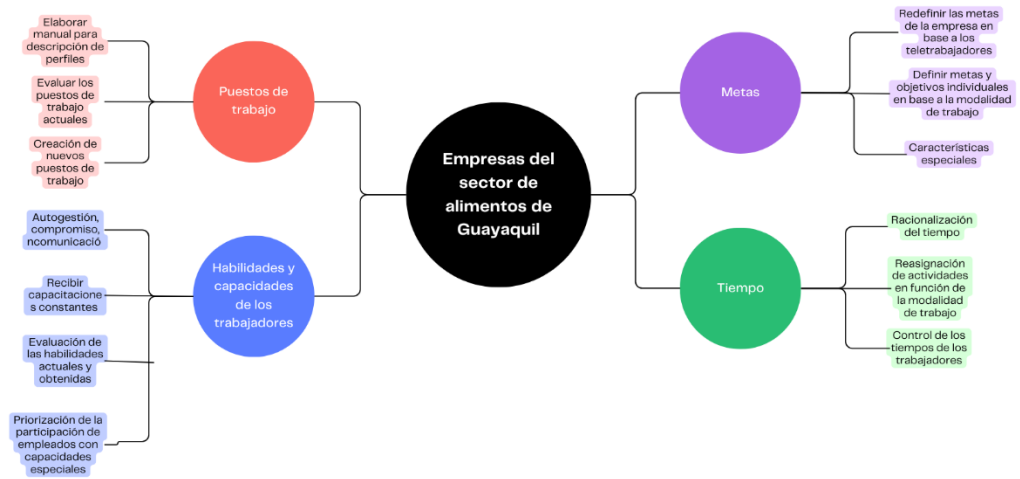 Elaborar
manual para
descripción de
perfiles
Evaluar los
puestos de
trabajo
actuales
Creación de
nuevos
puestos de
trabajo
Puestos de
trabajo
Autogestión,
compromiso,
ncomunicació
Recibir
capacitacione
s constantes
Evaluación de
las habilidades
actuales y
obtenidas
Priorización de la
participación de
empleados con
capacidades
especiales
Habilidades y
capacidades
de los
trabajadores
Empresas del
sector de
alimentos de
Guayaquil
Metas
Redefinir las metas
de la empresa en
base a los
teletrabajadores
Definir metas y
objetivos individuales
en base a la modalidad
de trabajo
Características
especiales
Tiempo
Racionalización
del tiempo
Reasignación
de actividades
en función de
la modalidad
de trabajo
Control de los
tiempos de los
trabajadores